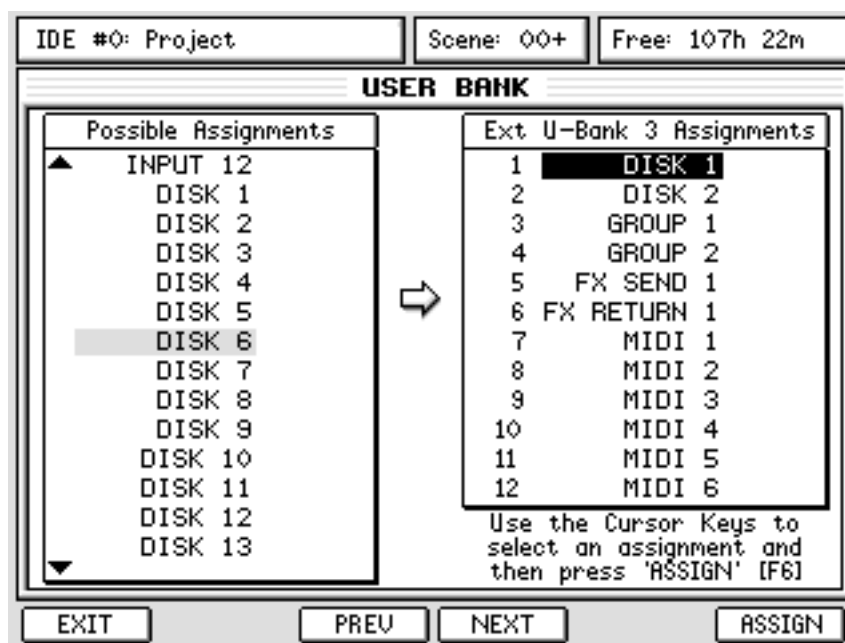 IDE #0: Project
Scene: 00+
Free: 107h 22m
USER BANK
Possible Assignments
INPUT 12
DISK 1
DISK 2
DISK 3
DISK 4
DISK 5
DISK 6
DISK 7
DISK 8
DISK 9
DISK 10
DISK 11
DISK 12
DISK 13
Ext U-Bank 3 Assignments
1 DISK 1
2 DISK 2
3 GROUP 1
4 GROUP 2
5 FX SEND 1
6 FX RETURN 1
7 MIDI 1
8 MIDI 2
9 MIDI 3
10 MIDI 4
11 MIDI 5
12 MIDI 6
Use the Cursor Keys to
select an assignment and
then press 'ASSIGN' [F6]
EXIT
PREV
NEXT
ASSIGN